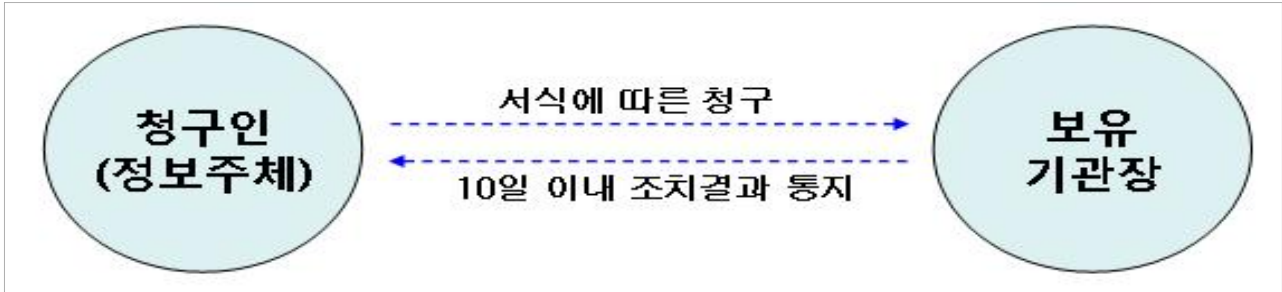 청구인
(정보주체)
서식에 따른 청구
10일 이내 조치결과 통지
보유
기관장